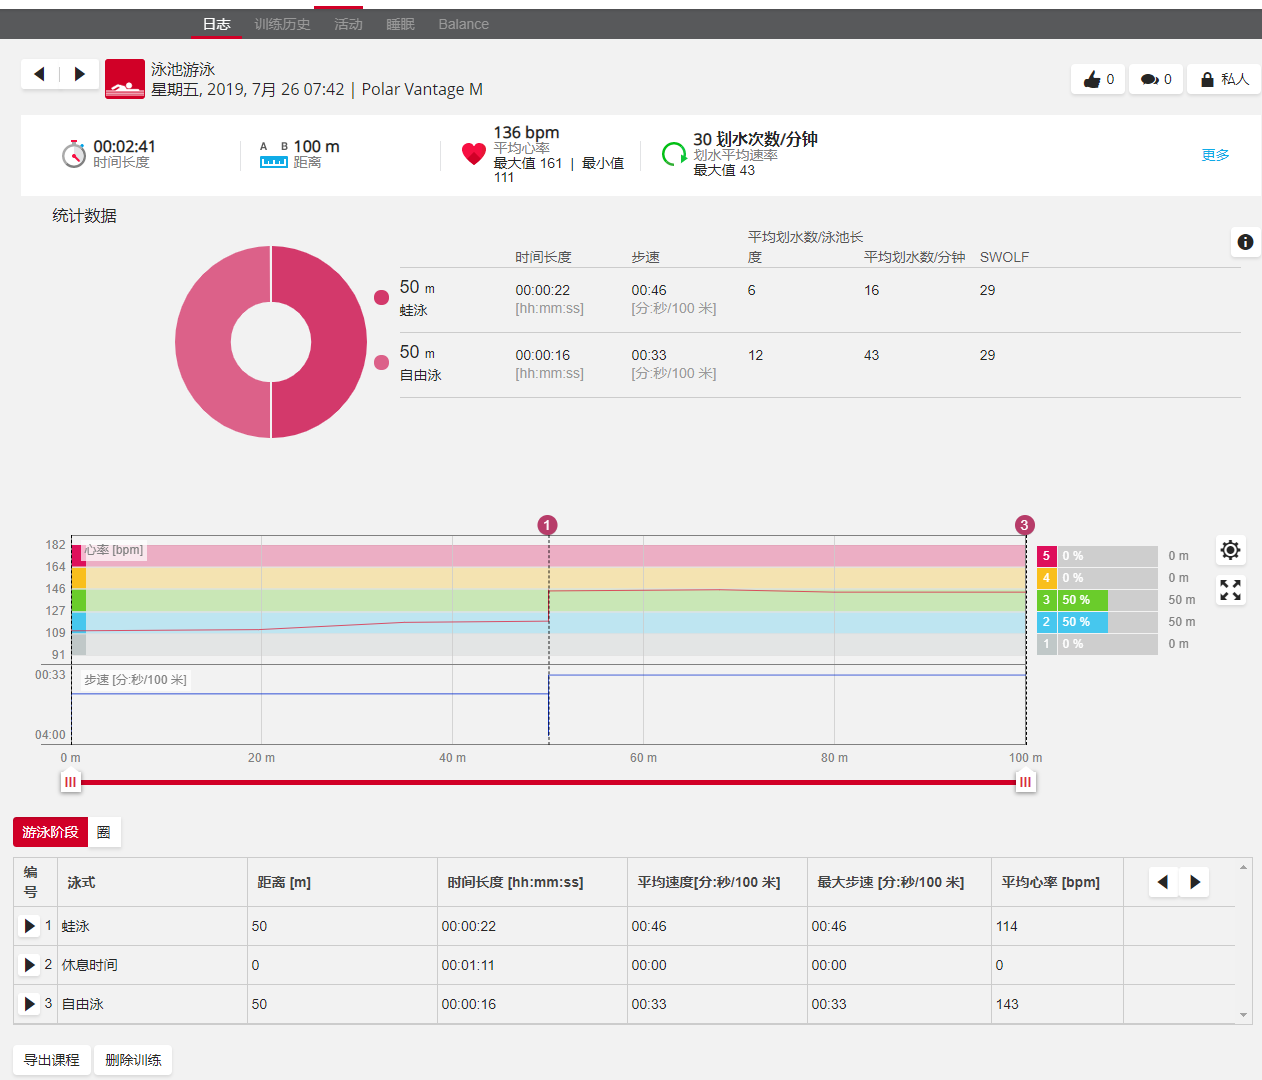 日志 训练历史 活动 睡眠 Balance
泳池游泳
星期五, 2019, 7月 26 07:42 | Polar Vantage M
0 0 私人
00:02:41
时间长度
A B 100 m
距离
136 bpm
平均心率
最大值 161 | 最小值
111
30 划水次数/分钟
划水平均速率
最大值 43
更多
统计数据
时间长度 步速 平均划水数/泳池长
度 平均划水数/分钟 SWOLF
50 m 00:00:22 00:46 6 16 29
蛙泳 [hh:mm:ss] [分:秒/100 米]
50 m 00:00:16 00:33 12 43 29
自由泳 [hh:mm:ss] [分:秒/100 米]
1 3
心率 [bpm]
182
164
146
127
109
91
5 0 % 0 m
4 0 % 0 m
3 50 % 50 m
2 50 % 50 m
1 0 % 0 m
00:33
步速 [分:秒/100 米]
04:00
0 m 20 m 40 m 60 m 80 m 100 m
游泳阶段 圈
编
号 泳式 距离 [m] 时间长度 [hh:mm:ss] 平均速度[分:秒/100 米] 最大步速 [分:秒/100 米] 平均心率 [bpm]
1 蛙泳 50 00:00:22 00:46 00:46 114
2 休息时间 0 00:01:11 00:00 00:00 0
3 自由泳 50 00:00:16 00:33 00:33 143
导出课程 删除训练